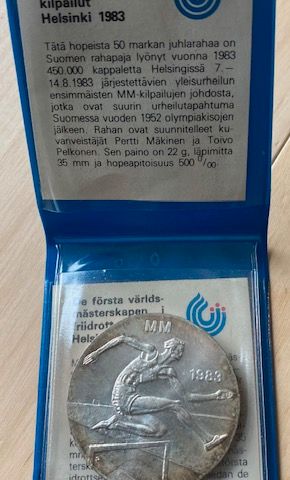 kilpailut
Helsinki 1983
Tätä hopeista 50 markan juhlarahaa on
Suomen rahapaja lyönyt vuonna 1983
450.000 kappaletta Helsingissä 7.—
14.8.1983 järjestettävien yleisurheilun
ensimmäisten MM-kilpailujen johdosta,
jotka ovat suurin urheilutapahtuma
Suomessa vuoden 1952 olympiakisojen
jälkeen. Rahan ovat suunnitelleet ku-
vanveistäjät Pertti Mäkinen ja Toivo
Pelkonen. Sen paino on 22 g, läpimitta
35 mm ja hopeapitoisuus 500 0/00.
De första världs-
mästerskapen i
friidrott
Hels
MM
1983